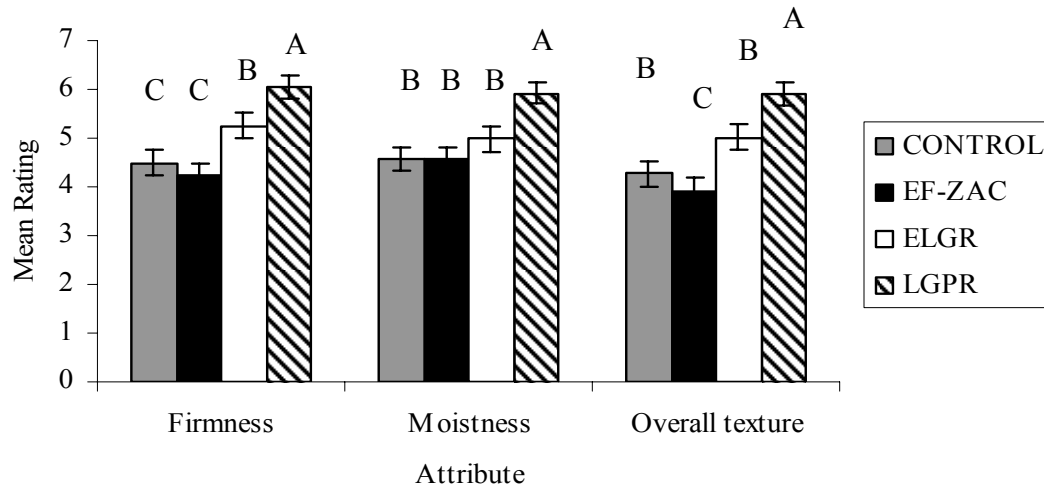 7
6
5
4
3
2
1
0
Mean Rating
C C B A
B B B A
B C B A
Firmness Moistness Overall texture
Attribute
CONTROL
EF-ZAC
ELGR
LGPR